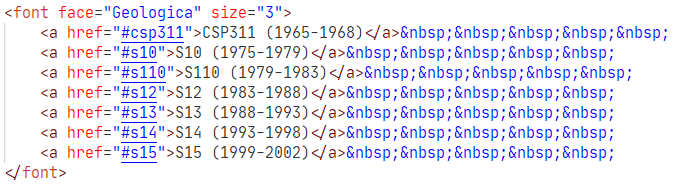 <font face="Geologica" size="3">
    <a href="#csp311">CSP311 (1965-1968)</a>&nbsp;&nbsp;&nbsp;&nbsp;&nbsp;
    <a href="#s10">S10 (1975-1979)</a>&nbsp;&nbsp;&nbsp;&nbsp;&nbsp;
    <a href="#s110">S110 (1979-1983)</a>&nbsp;&nbsp;&nbsp;&nbsp;&nbsp;
    <a href="#s12">S12 (1983-1988)</a>&nbsp;&nbsp;&nbsp;&nbsp;&nbsp;
    <a href="#s13">S13 (1988-1993)</a>&nbsp;&nbsp;&nbsp;&nbsp;&nbsp;
    <a href="#s14">S14 (1993-1998)</a>&nbsp;&nbsp;&nbsp;&nbsp;&nbsp;
    <a href="#s15">S15 (1999-2002)</a>&nbsp;&nbsp;&nbsp;&nbsp;&nbsp;
</font>